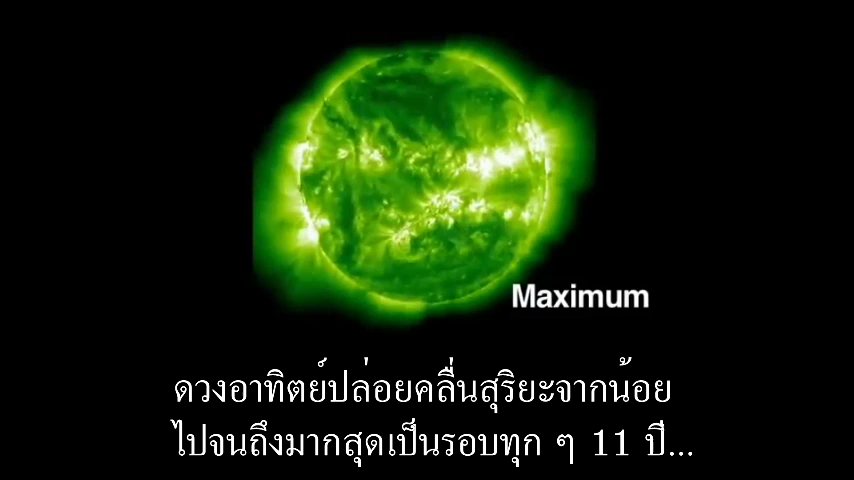 Maximum
ดวงอาทิตย์ปล่อยคลื่นสุริยะจากน้อย
ไปจนถึงมากสุดเป็นรอบทุก ๆ 11 ปี...